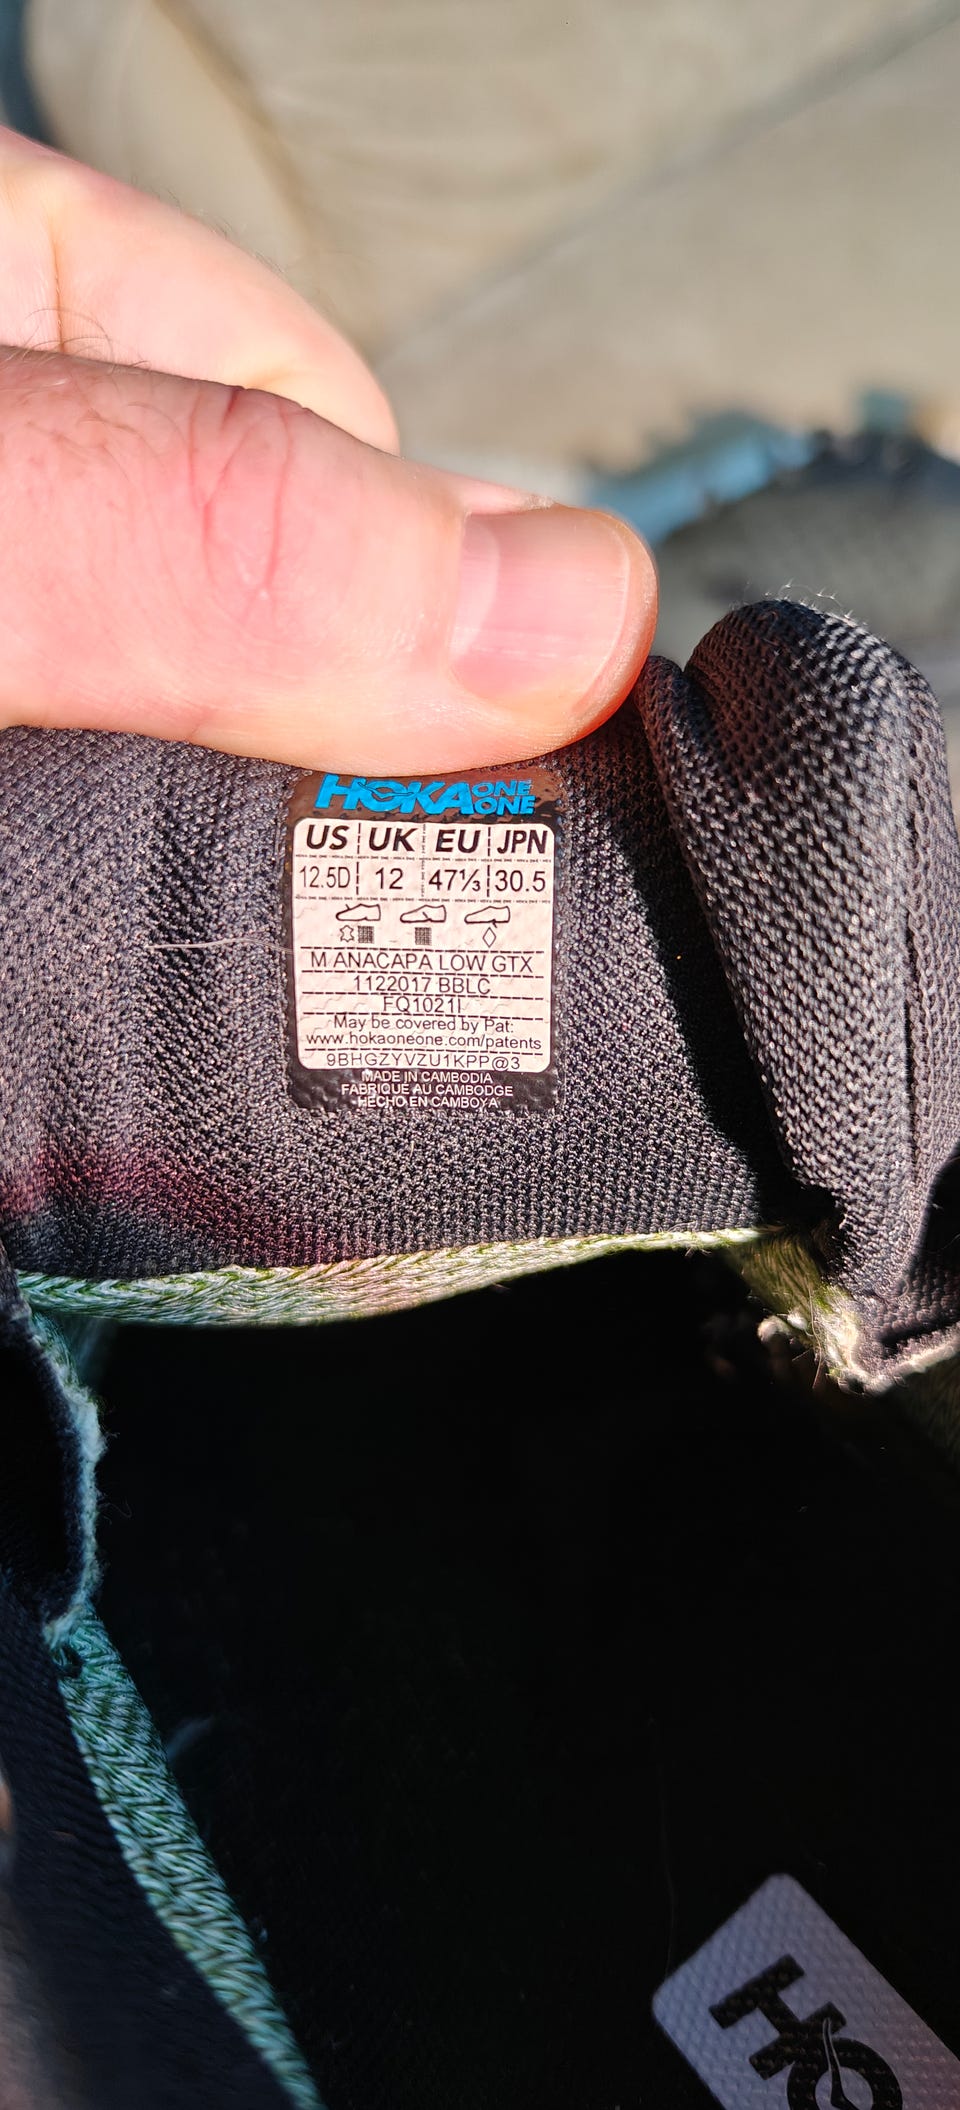 HOKA ONE ONE
US UK EU JPN
12.5D 12 47⅓ 30.5
M ANACAPA LOW GTX
1122017 BBLC
FQ1021I
May be covered by Pat:
www.hokaoneone.com/patents
9BHGZYVZU1KPP@3
MADE IN CAMBODIA
FABRIQUE AU CAMBODGE
HECHO EN CAMBOYA
HO